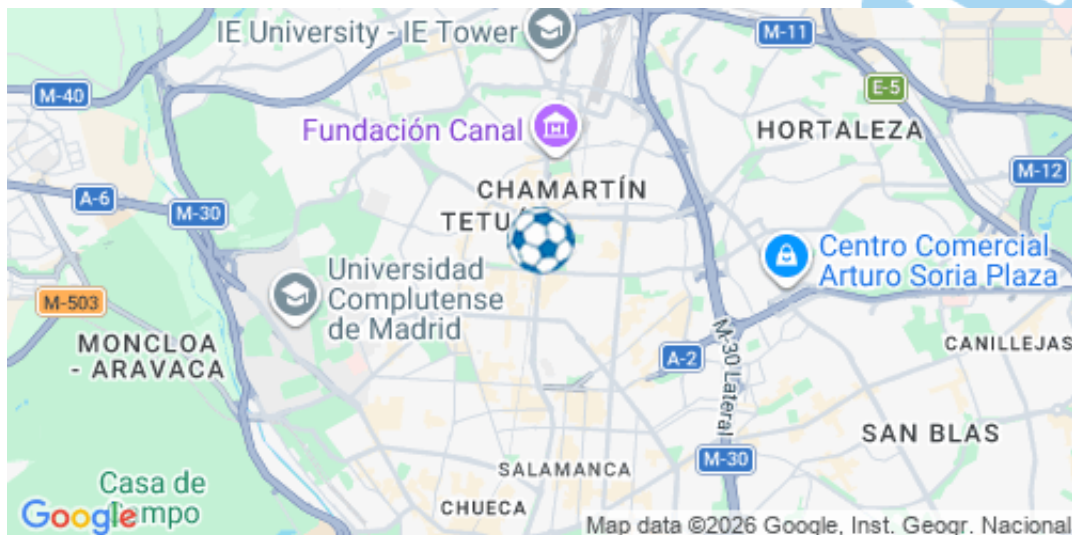 IE University - IE Tower
M-11
M-40
E-5
Fundación Canal
HORTALEZA
M-12
CHAMARTÍN
A-6
M-30
TETU
Centro Comercial
Arturo Soria Plaza
Universidad
Complutense
de Madrid
M-503
MONCLOA
- ARAVACA
M-30 Lateral
A-2
CANILLEJAS
SAN BLAS
M-30
SALAMANCA
CHUECA
Casa de
Campo
Google
Map data ©2026 Google, Inst. Geogr. Nacional